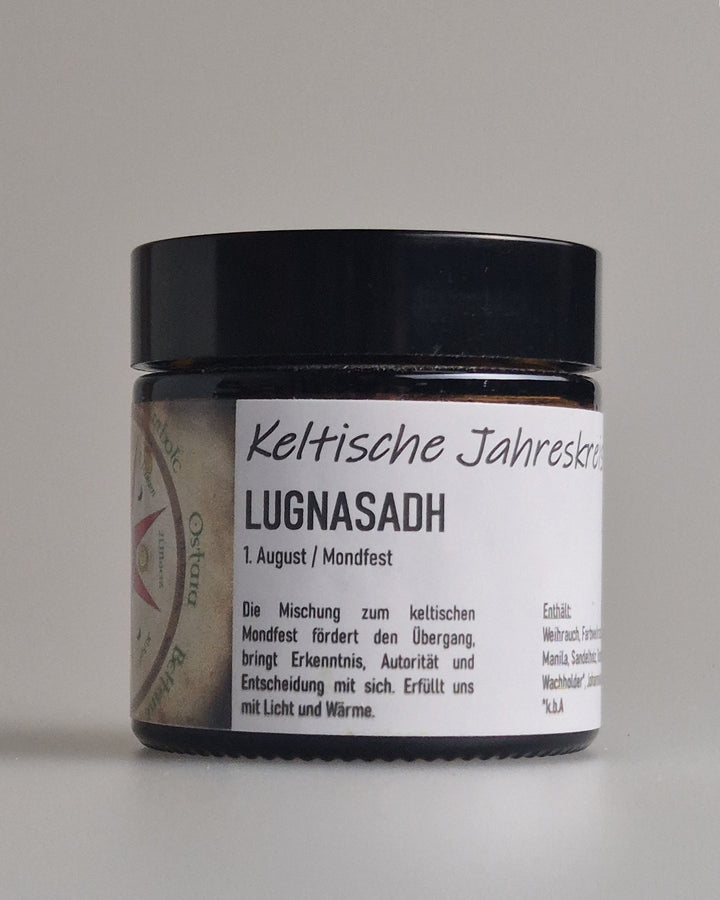 Keltische Jahreskreis
LUGNASADH
1. August / Mondfest
Die Mischung zum keltischen
Mondfest fördert den Übergang,
bringt Erkenntnis, Autorität und
Entscheidung mit sich. Erfüllt uns
mit Licht und Wärme.
Enthält:
Weihrauch,
Manila, Sandelholz,
Wachholder*,
*k.b.A
Ostara